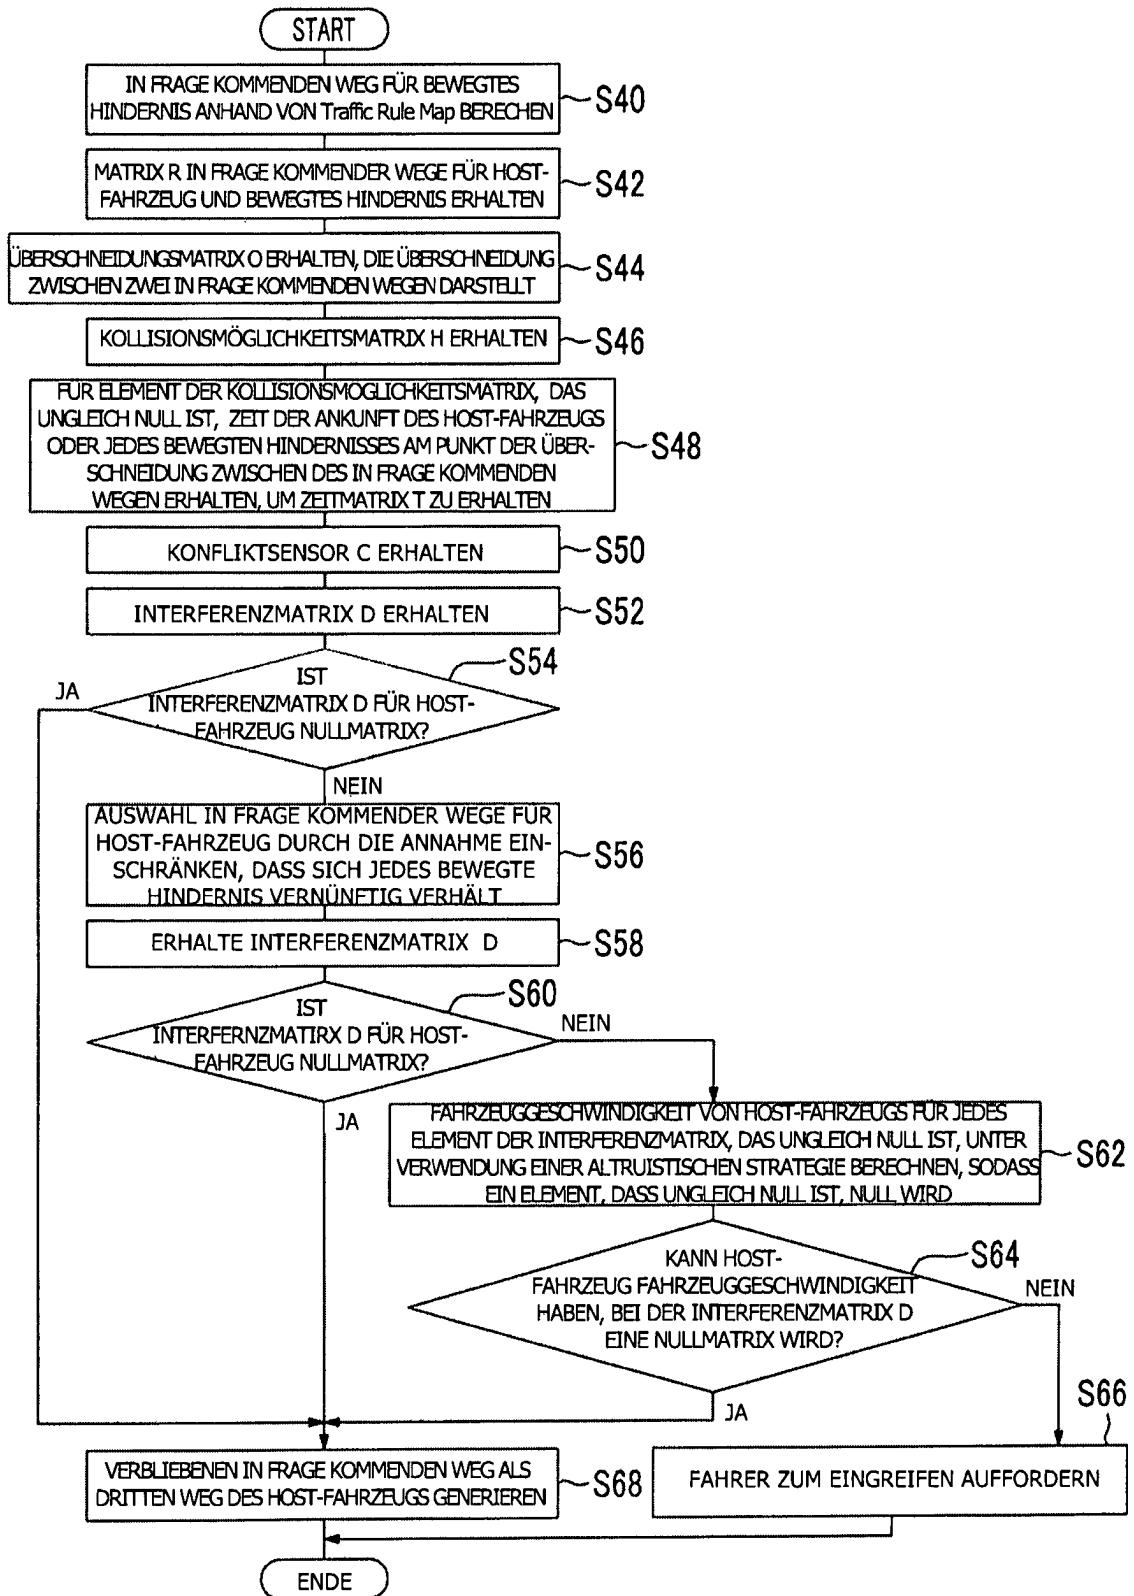 START
IN FRAGE KOMMENDEN WEG FÜR BEWEGTES
HINDERNIS ANHAND VON Traffic Rule Map BERECHEN
S40
MATRIX R IN FRAGE KOMMENDER WEGE FÜR HOST-
FAHRZEUG UND BEWEGTES HINDERNIS ERHALTEN
S42
ÜBERSCHNEIDUNGSMATRIX O ERHALTEN, DIE ÜBERSCHNEIDUNG
ZWISCHEN ZWEI IN FRAGE KOMMENDEN WEGEN DARSTELLT
S44
KOLLISIONSMÖGLICHKEITSMATRIX H ERHALTEN
S46
FÜR ELEMENT DER KOLLISIONSMÖGLICHKEITSMATRIX, DAS
UNGLEICH NULL IST, ZEIT DER ANKUNFT DES HOST-FAHRZEUGS
ODER JEDES BEWEGTEN HINDERNISSES AM PUNKT DER ÜBER-
SCHNEIDUNG ZWISCHEN DES IN FRAGE KOMMENDEN
WEGEN ERHALTEN, UM ZEITMATRIX T ZU ERHALTEN
S48
KONFLIKTSENSOR C ERHALTEN
S50
INTERFERENZMATRIX D ERHALTEN
S52
IST
INTERFERENZMATRIX D FÜR HOST-
FAHRZEUG NULLMATRIX?
S54
JA
NEIN
AUSWAHL IN FRAGE KOMMENDER WEGE FÜR
HOST-FAHRZEUG DURCH DIE ANNAHME EIN-
SCHRÄNKEN, DASS SICH JEDES BEWEGTE
HINDERNIS VERNÜNFTIG VERHÄLT
S56
ERHALTE INTERFERENZMATRIX D
S58
IST
INTERFERNZMATIRX D FÜR HOST-
FAHRZEUG NULLMATRIX?
S60
NEIN
JA
FAHRZEUGGESCHWINDIGKEIT VON HOST-FAHRZEUGS FÜR JEDES
ELEMENT DER INTERFERENZMATRIX, DAS UNGLEICH NULL IST, UNTER
VERWENDUNG EINER ALTRUISTISCHEN STRATEGIE BERECHNEN, SODASS
EIN ELEMENT, DASS UNGLEICH NULL IST, NULL WIRD
S62
KANN HOST-
FAHRZEUG FAHRZEUGGESCHWINDIGKEIT
HABEN, BEI DER INTERFERENZMATRIX D
EINE NULLMATRIX WIRD?
S64
NEIN
JA
S66
FAHRER ZUM EINGREIFEN AUFFORDERN
VERBLIEBENEN IN FRAGE KOMMENDEN WEG ALS
DRITTEN WEG DES HOST-FAHRZEUGS GENERIEREN
S68
ENDE